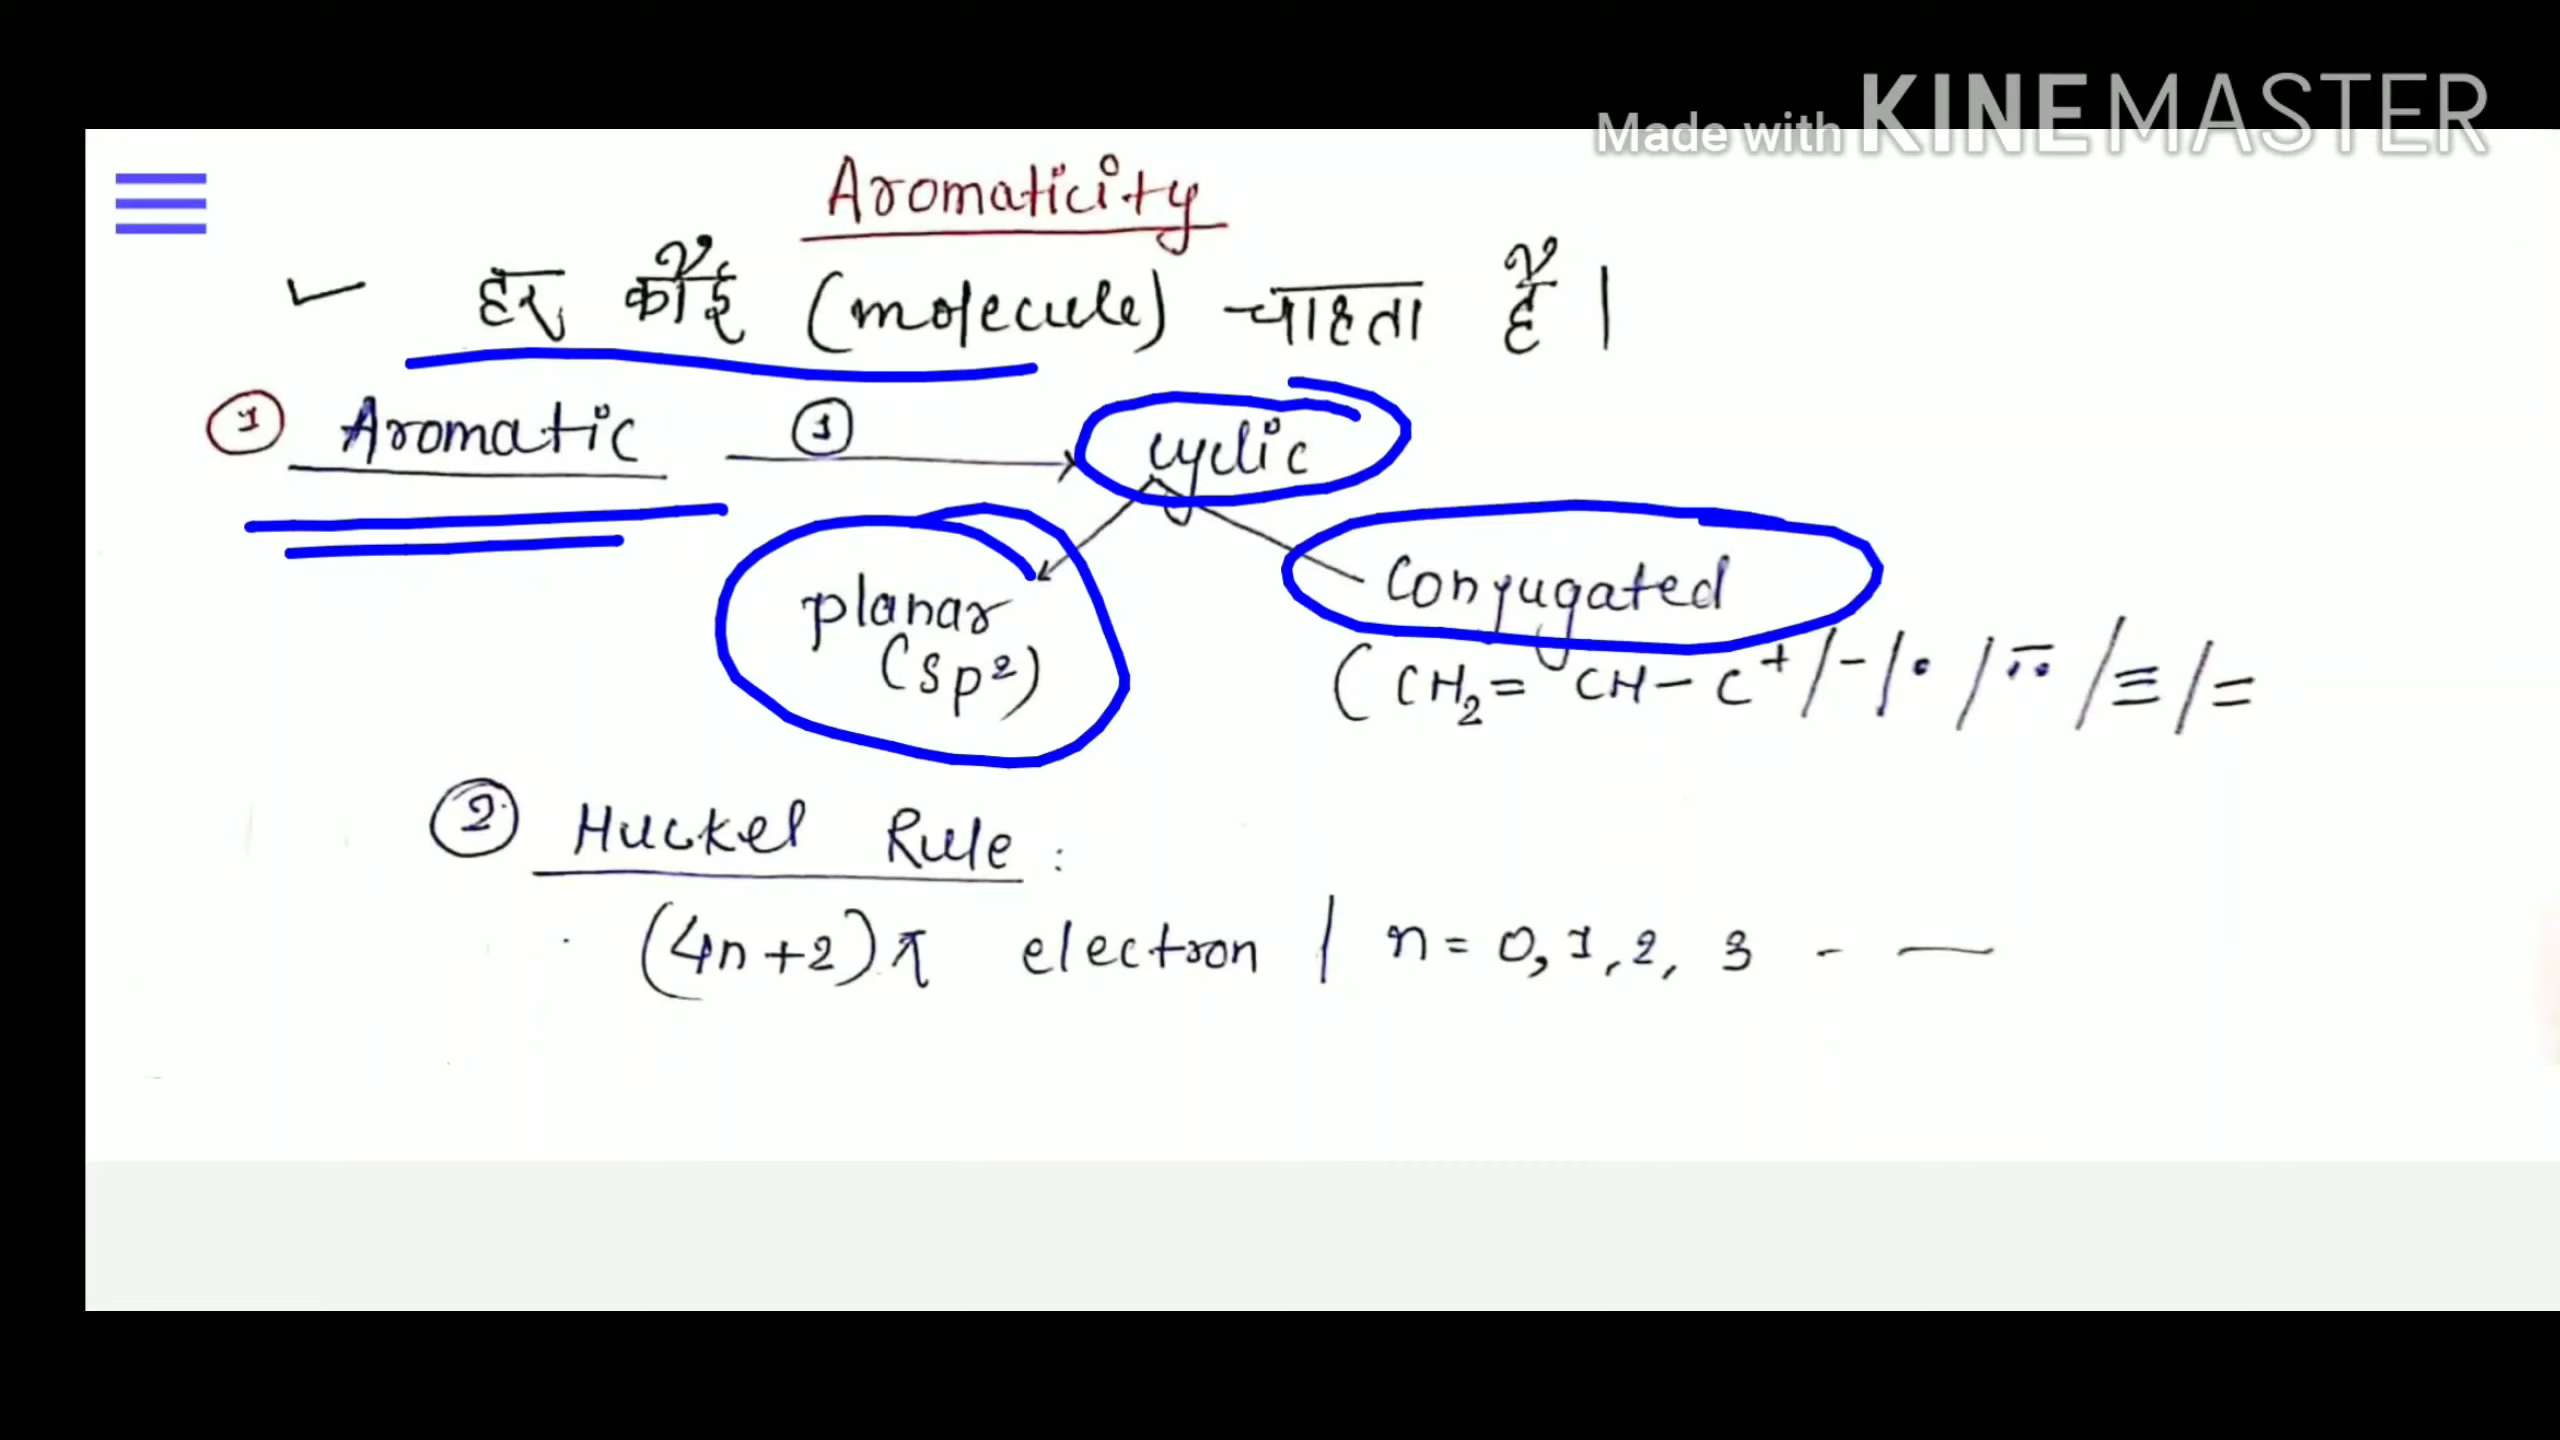 Made with KINEMASTER
Aromaticity
✓ हर कोई (molecule) चाहता है |
① Aromatic ① → cyclic
planar
(sp²)
Conjugated
(CH₂ = CH – C⁺/–/•/ /≡/=
② Huckel Rule :
(4n+2)π electron | n = 0, 1, 2, 3 - —